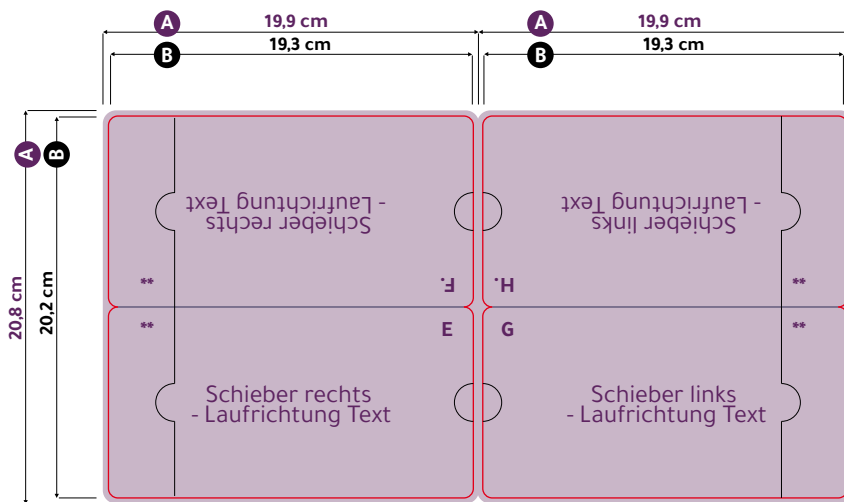 A 19,9 cm A 19,9 cm
B 19,3 cm B 19,3 cm
A B
20,8 cm 20,2 cm
Schieber rechts
- Laufrichtung Text
Schieber links
- Laufrichtung Text
** F. H. **
** E G **
Schieber rechts
- Laufrichtung Text
Schieber links
- Laufrichtung Text